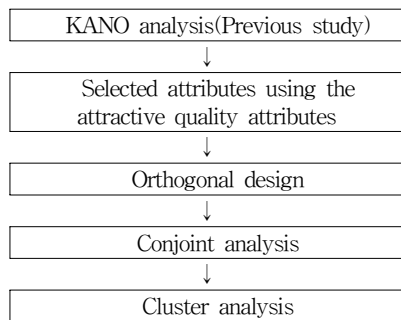 KANO analysis(Previous study)
↓
Selected attributes using the
attractive quality attributes
↓
Orthogonal design
↓
Conjoint analysis
↓
Cluster analysis